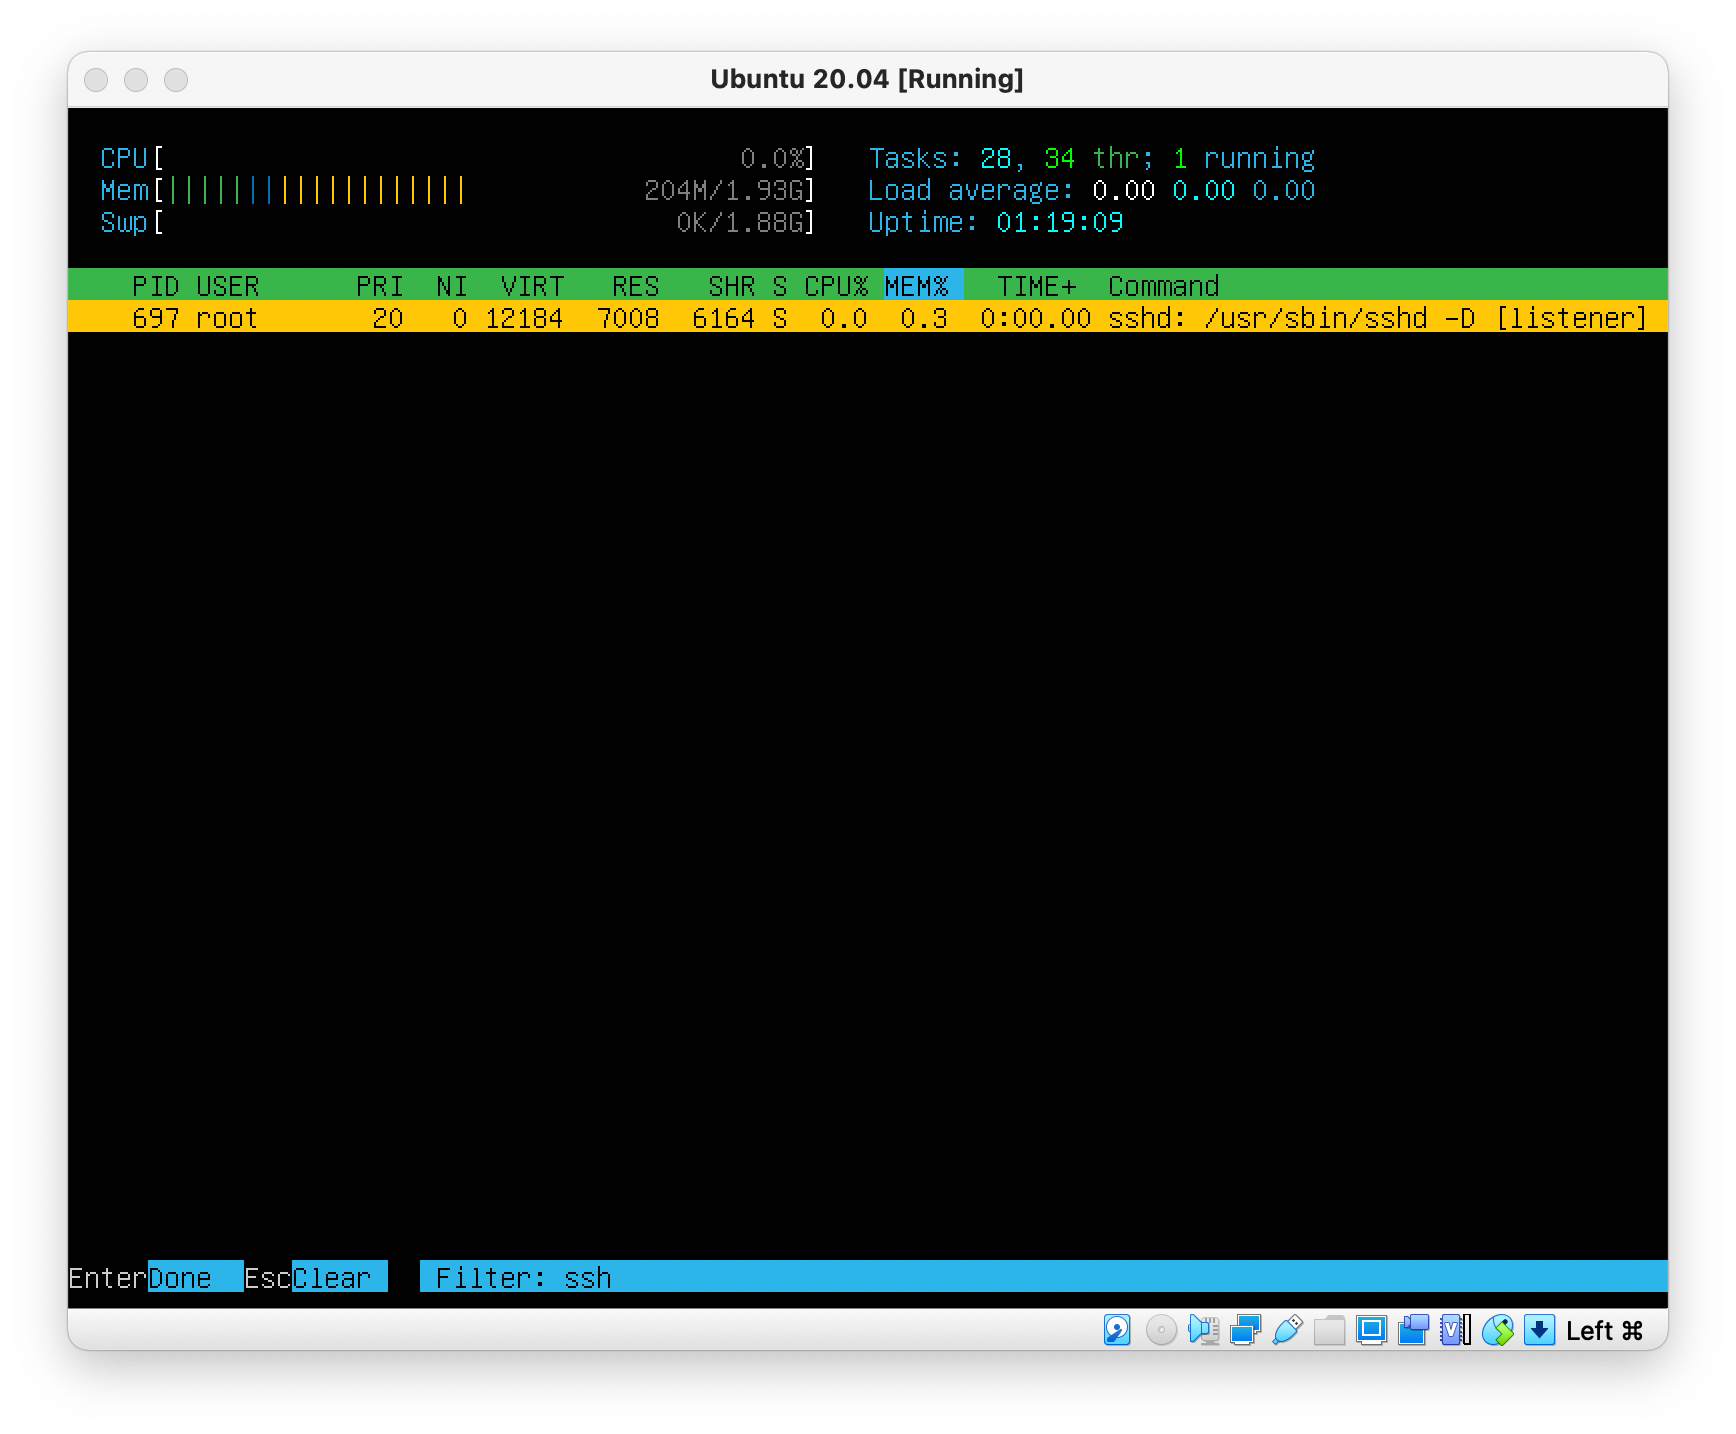 Ubuntu 20.04 [Running]
CPU[ 0.0%] Tasks: 28, 34 thr; 1 running
Mem[||||||||||||||||||| 204M/1.93G] Load average: 0.00 0.00 0.00
Swp[ 0K/1.88G] Uptime: 01:19:09
PID USER PRI NI VIRT RES SHR S CPU% MEM% TIME+ Command
697 root 20 0 12184 7008 6164 S 0.0 0.3 0:00.00 sshd: /usr/sbin/sshd -D [listener]
EnterDone EscClear Filter: ssh
Left ⌘